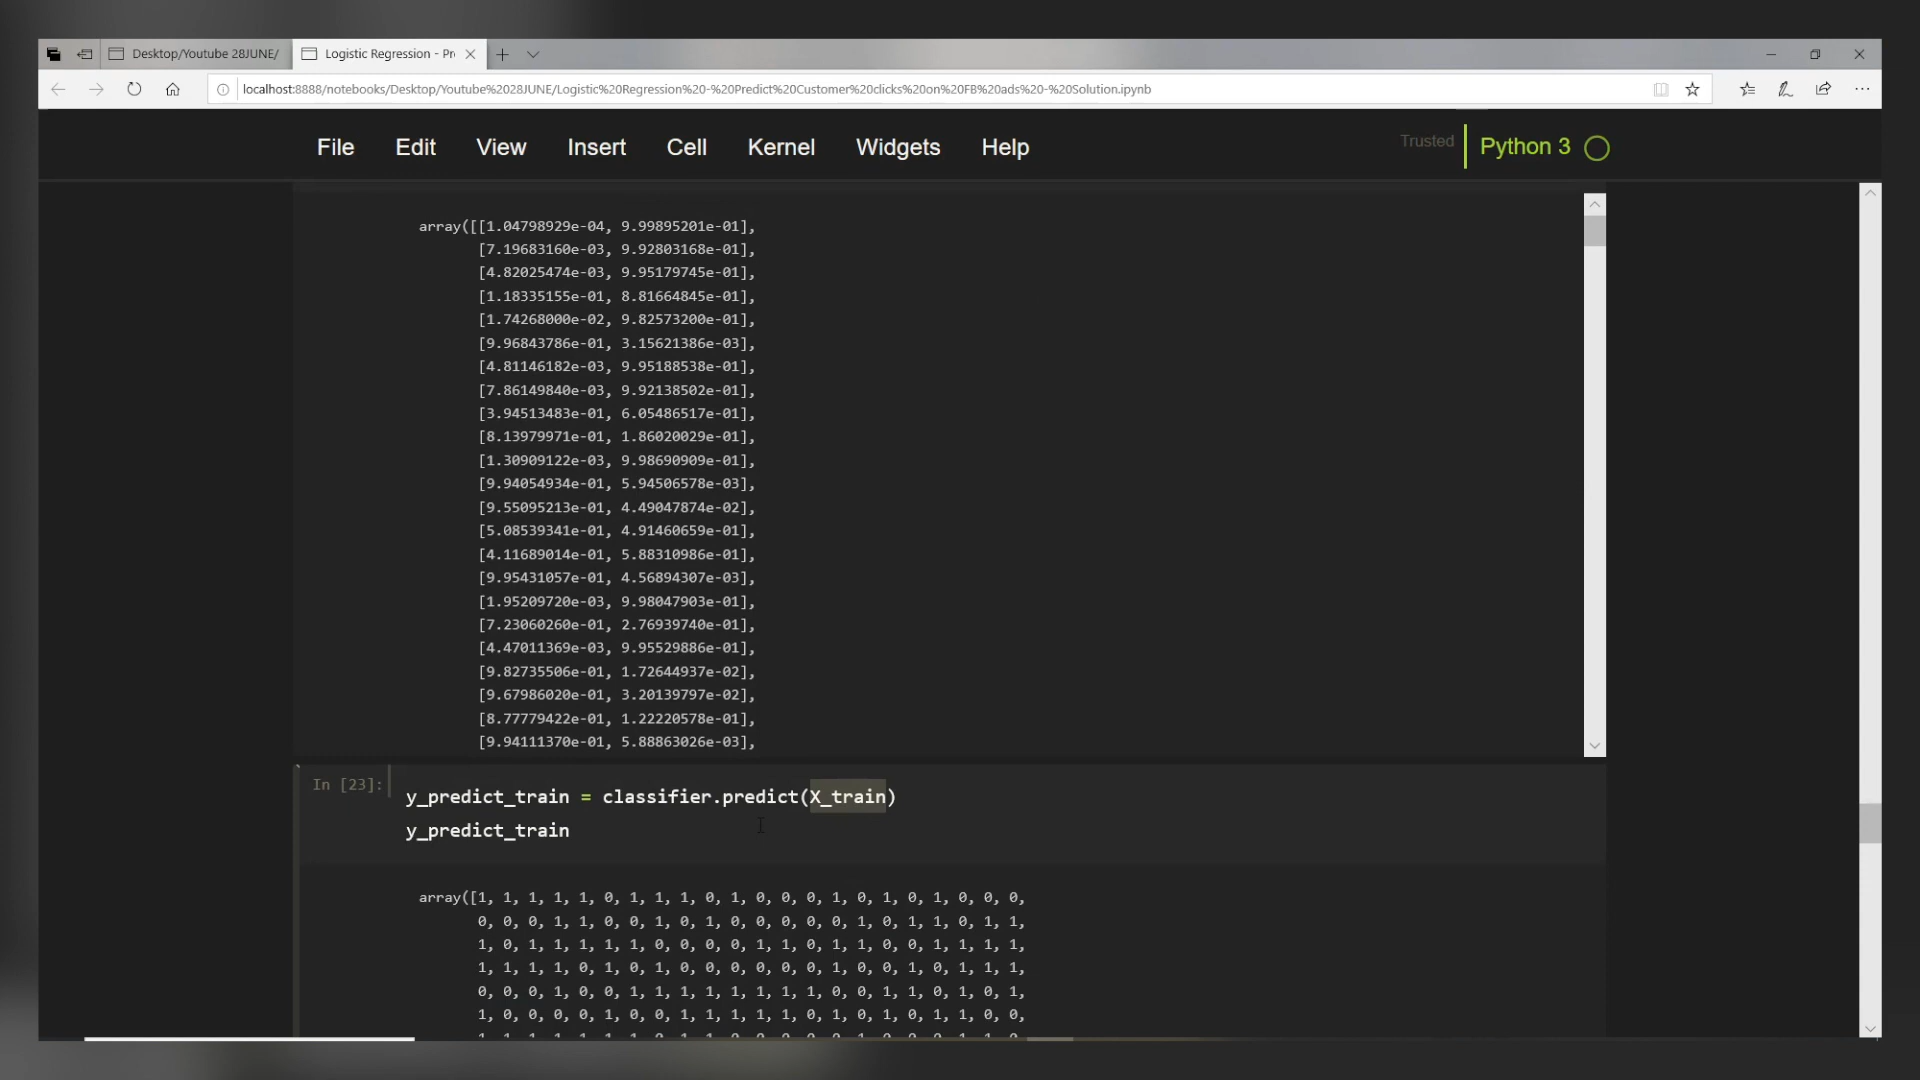 Desktop/Youtube 28JUNE/
Logistic Regression - Pr
localhost:8888/notebooks/Desktop/Youtube%2028JUNE/Logistic%20Regression%20-%20Predict%20Customer%20clicks%20on%20FB%20ads%20-%20Solution.ipynb
File Edit View Insert Cell Kernel Widgets Help Trusted Python 3
array([[1.04798929e-04, 9.99895201e-01],
[7.19683160e-03, 9.92803168e-01],
[4.82025474e-03, 9.95179745e-01],
[1.18335155e-01, 8.81664845e-01],
[1.74268000e-02, 9.82573200e-01],
[9.96843786e-01, 3.15621386e-03],
[4.81146182e-03, 9.95188538e-01],
[7.86149840e-03, 9.92138502e-01],
[3.94513483e-01, 6.05486517e-01],
[8.13979971e-01, 1.86020029e-01],
[1.30909122e-03, 9.98690909e-01],
[9.94054934e-01, 5.94506578e-03],
[9.55095213e-01, 4.49047874e-02],
[5.08539341e-01, 4.91460659e-01],
[4.11689014e-01, 5.88310986e-01],
[9.95431057e-01, 4.56894307e-03],
[1.95209720e-03, 9.98047903e-01],
[7.23060260e-01, 2.76939740e-01],
[4.47011369e-03, 9.95529886e-01],
[9.82735506e-01, 1.72644937e-02],
[9.67986020e-01, 3.20139797e-02],
[8.77779422e-01, 1.22220578e-01],
[9.94111370e-01, 5.88863026e-03],
In [23]:
y_predict_train = classifier.predict(X_train)
y_predict_train
array([1, 1, 1, 1, 1, 0, 1, 1, 1, 0, 1, 0, 0, 0, 1, 0, 1, 0, 1, 0, 0, 0,
0, 0, 0, 1, 1, 0, 0, 1, 0, 1, 0, 0, 0, 0, 0, 1, 0, 1, 1, 0, 1, 1,
1, 0, 1, 1, 1, 1, 1, 0, 0, 0, 0, 1, 1, 0, 1, 1, 0, 0, 1, 1, 1, 1,
1, 1, 1, 1, 0, 1, 0, 1, 0, 0, 0, 0, 0, 0, 1, 0, 0, 1, 0, 1, 1, 1,
0, 0, 0, 1, 0, 0, 1, 1, 1, 1, 1, 1, 1, 1, 0, 0, 1, 1, 0, 1, 0, 1,
1, 0, 0, 0, 0, 1, 0, 0, 1, 1, 1, 1, 1, 0, 1, 0, 1, 0, 1, 1, 0, 0,